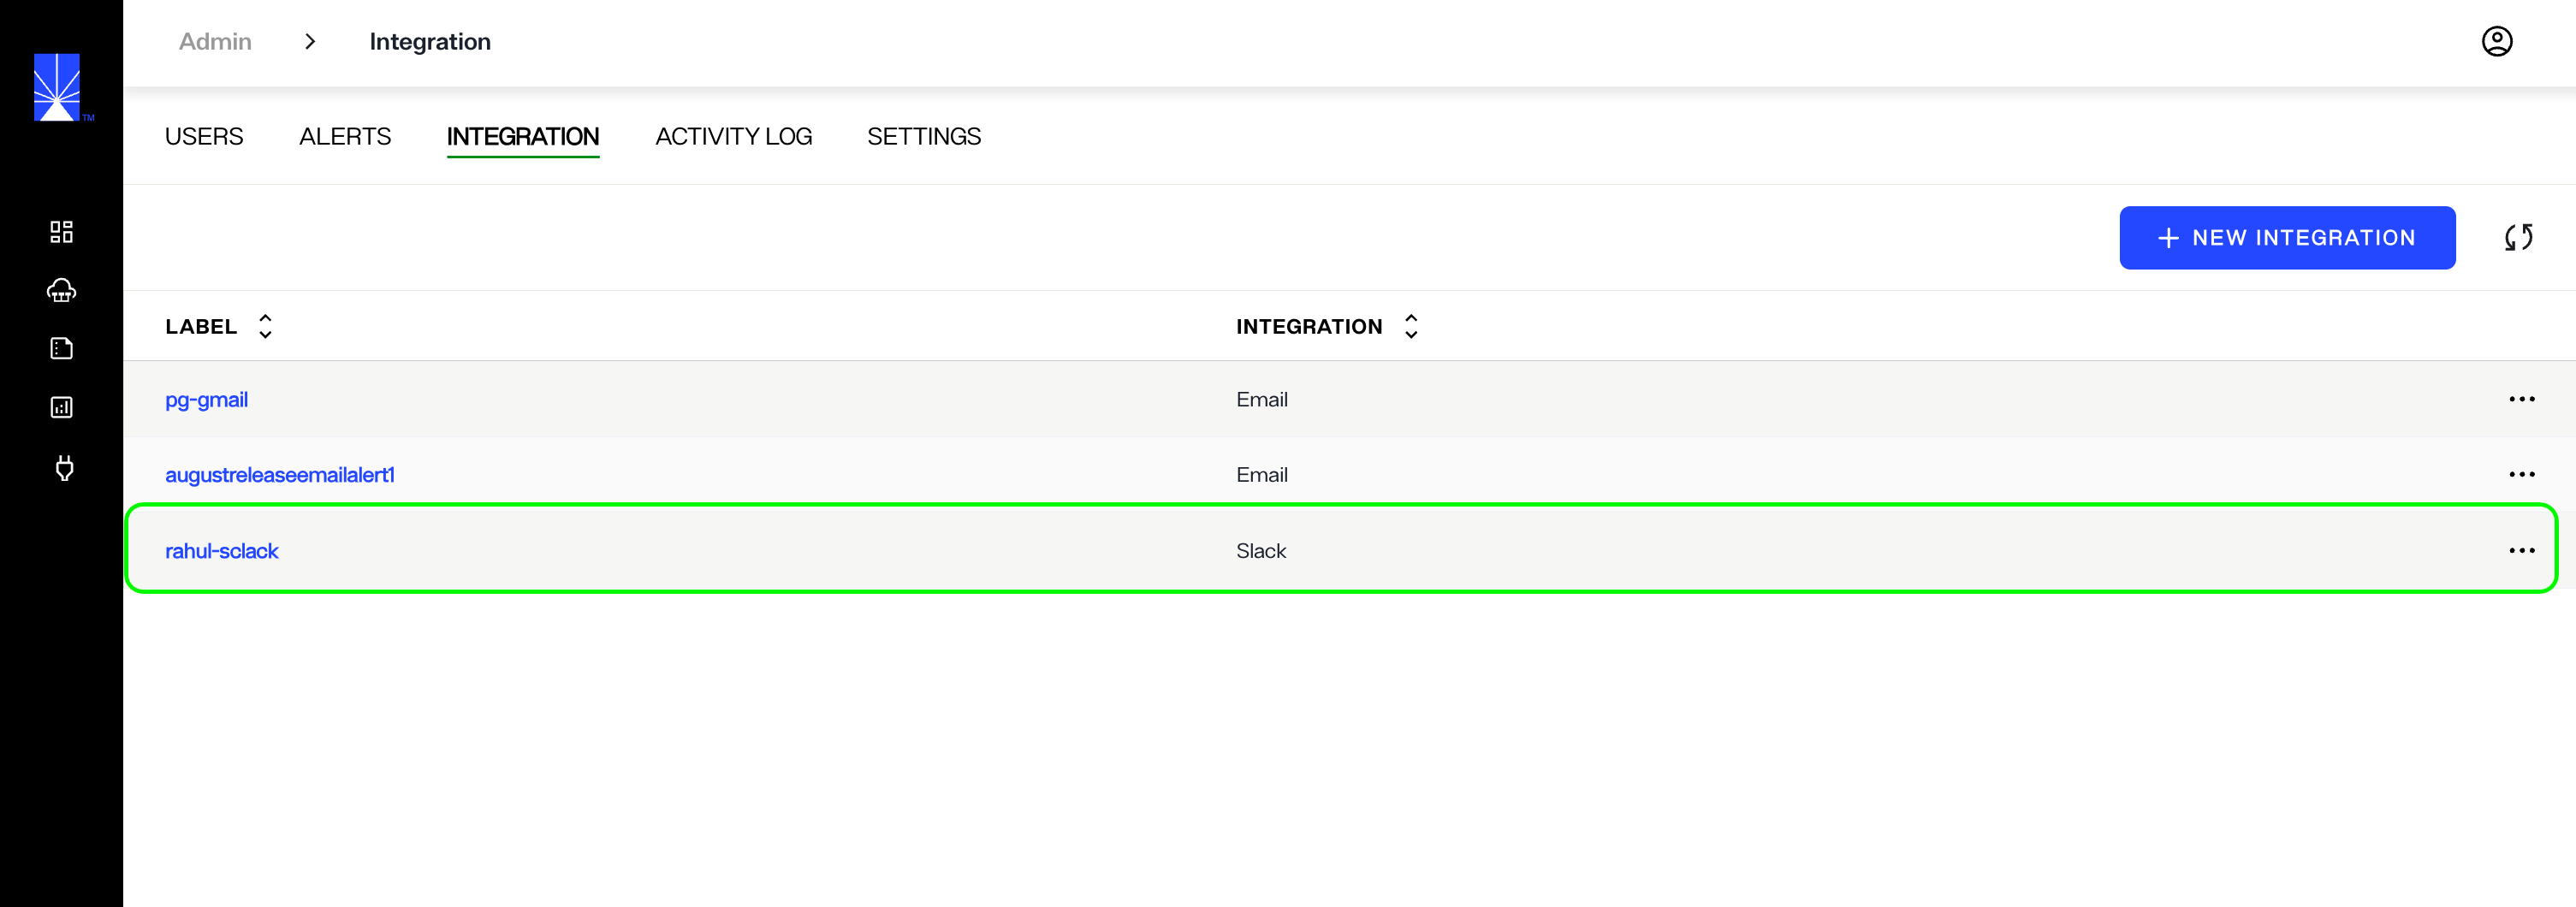 Admin > Integration
TM
USERS ALERTS INTEGRATION ACTIVITY LOG SETTINGS
+ NEW INTEGRATION
LABEL INTEGRATION
pg-gmail Email
augustreleaseemailalert1 Email
rahul-sclack Slack